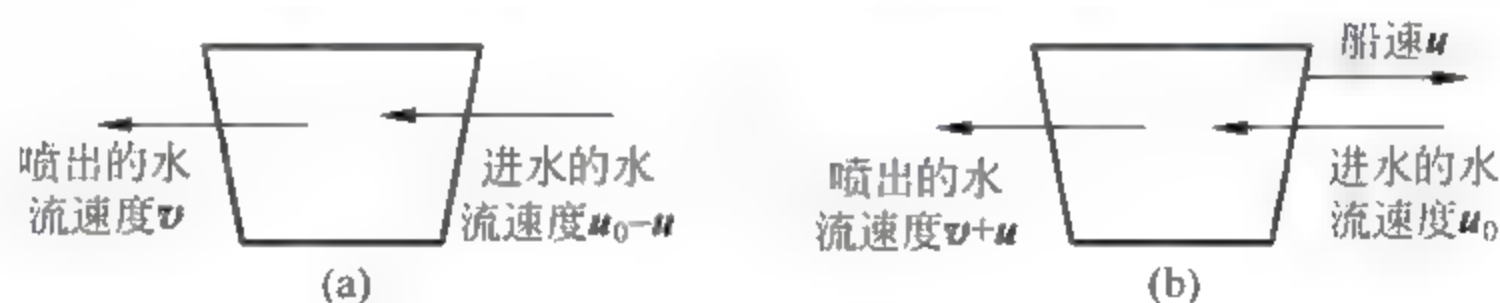 喷出的水
流速度v
进水的水
流速度u₀-u
(a)
船速u
喷出的水
流速度v+u
进水的水
流速度u₀
(b)